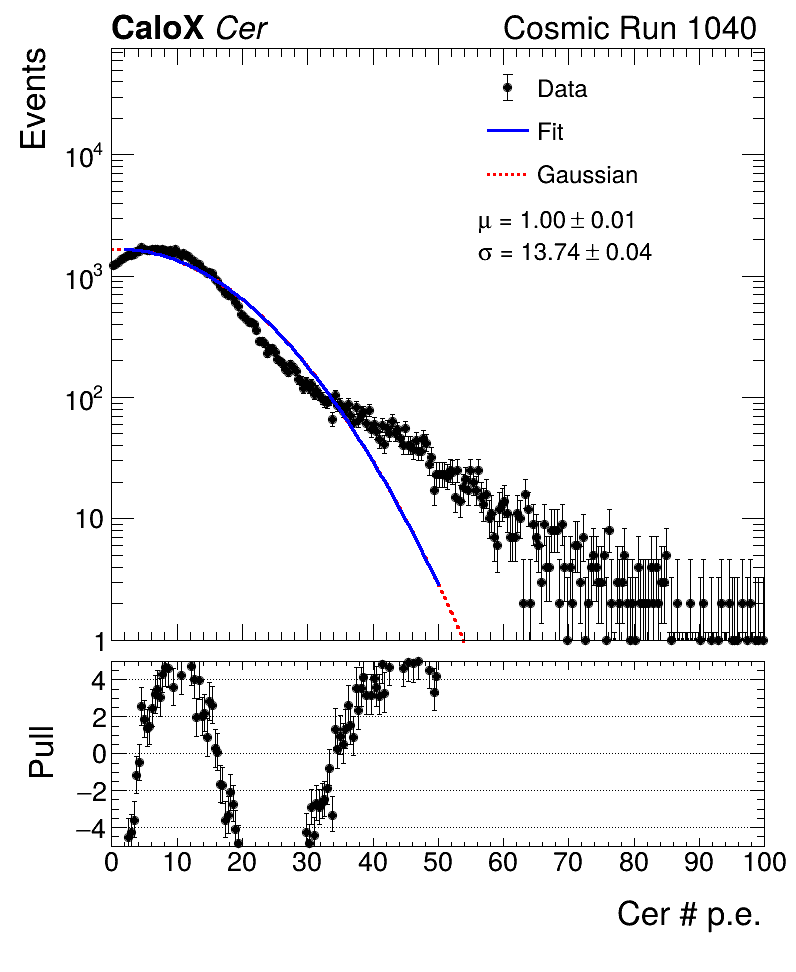 CaloX Cer Cosmic Run 1040
Events
Data
Fit
Gaussian
μ = 1.00 ± 0.01
σ = 13.74 ± 0.04
10⁴
10³
10²
10
1
Pull
4
2
0
−2
−4
0 10 20 30 40 50 60 70 80 90 100
Cer # p.e.